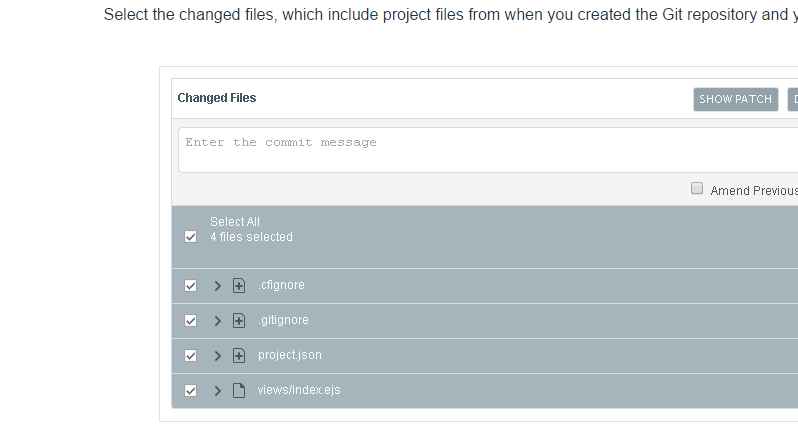 Select the changed files, which include project files from when you created the Git repository and
Changed Files
SHOW PATCH
Enter the commit message
Amend Previous
Select All
4 files selected
.cfignore
.gitignore
project.json
views/index.ejs